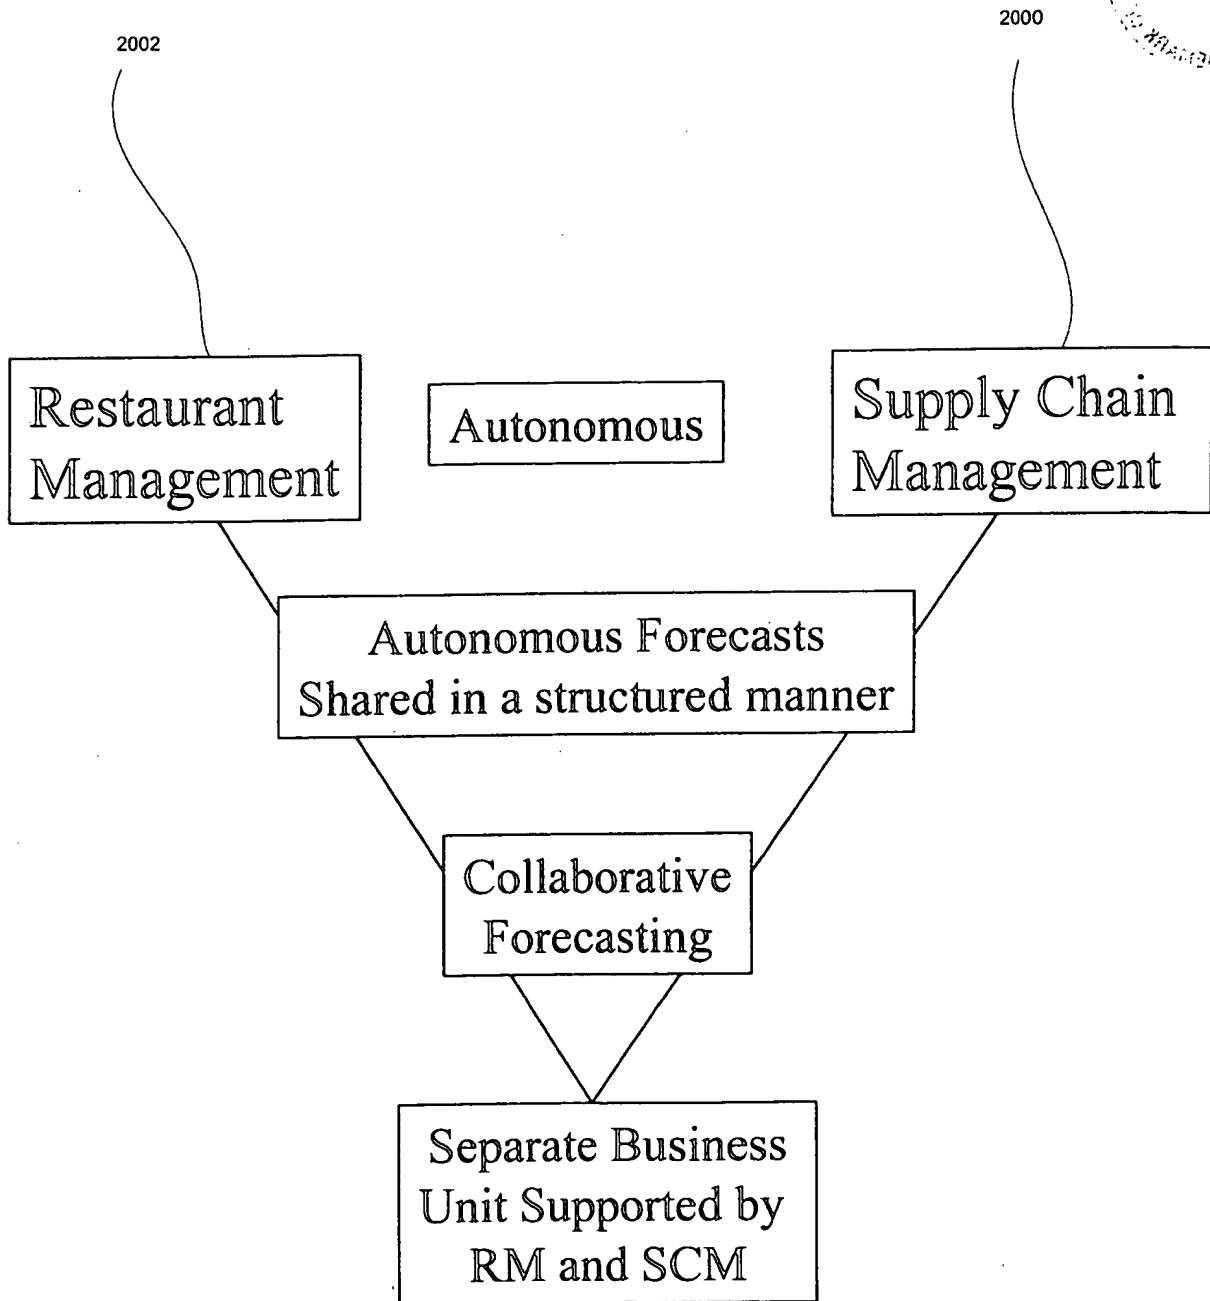 2002
2000
Restaurant
Management
Autonomous
Supply Chain
Management
Autonomous Forecasts
Shared in a structured manner
Collaborative
Forecasting
Separate Business
Unit Supported by
RM and SCM